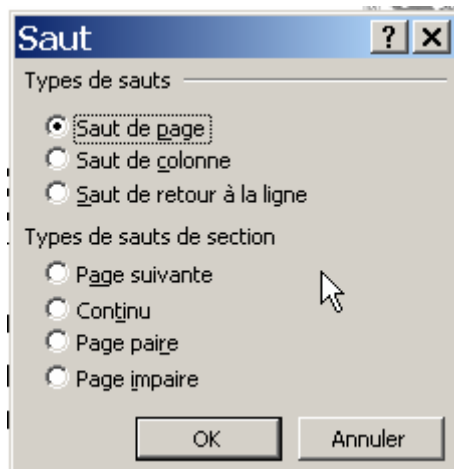 Saut
Types de sauts
Saut de page
Saut de colonne
Saut de retour à la ligne
Types de sauts de section
Page suivante
Continu
Page paire
Page impaire
OK Annuler